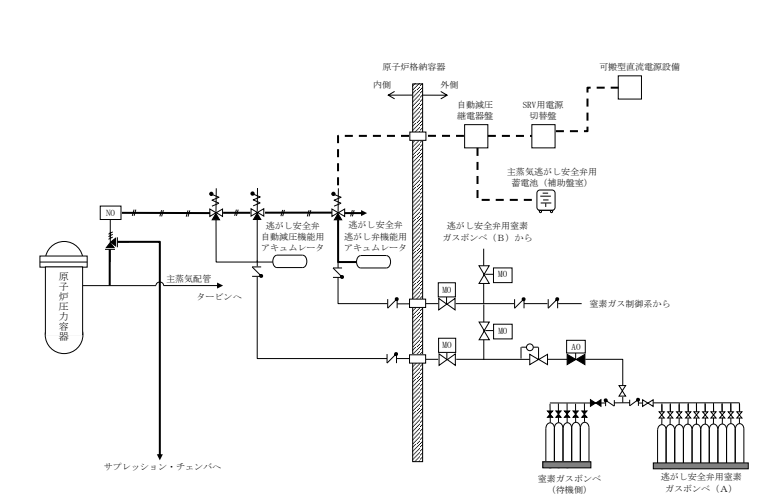 原子炉格納容器
内側
外側
可搬型直流電源設備
自動減圧
継電器盤
SRV用電源
切替盤
主蒸気逃がし安全弁用
蓄電池（補助盤室）
NO
逃がし安全弁
自動減圧機能用
アキュムレータ
逃がし安全弁
逃がし弁機能用
アキュムレータ
逃がし安全弁用窒素
ガスボンベ（B）から
MO
原子炉圧力容器
主蒸気配管
タービンへ
MO
窒素ガス制御系から
MO
MO
AO
サプレッション・チェンバへ
窒素ガスボンベ
（待機側）
逃がし安全弁用窒素
ガスボンベ（A）